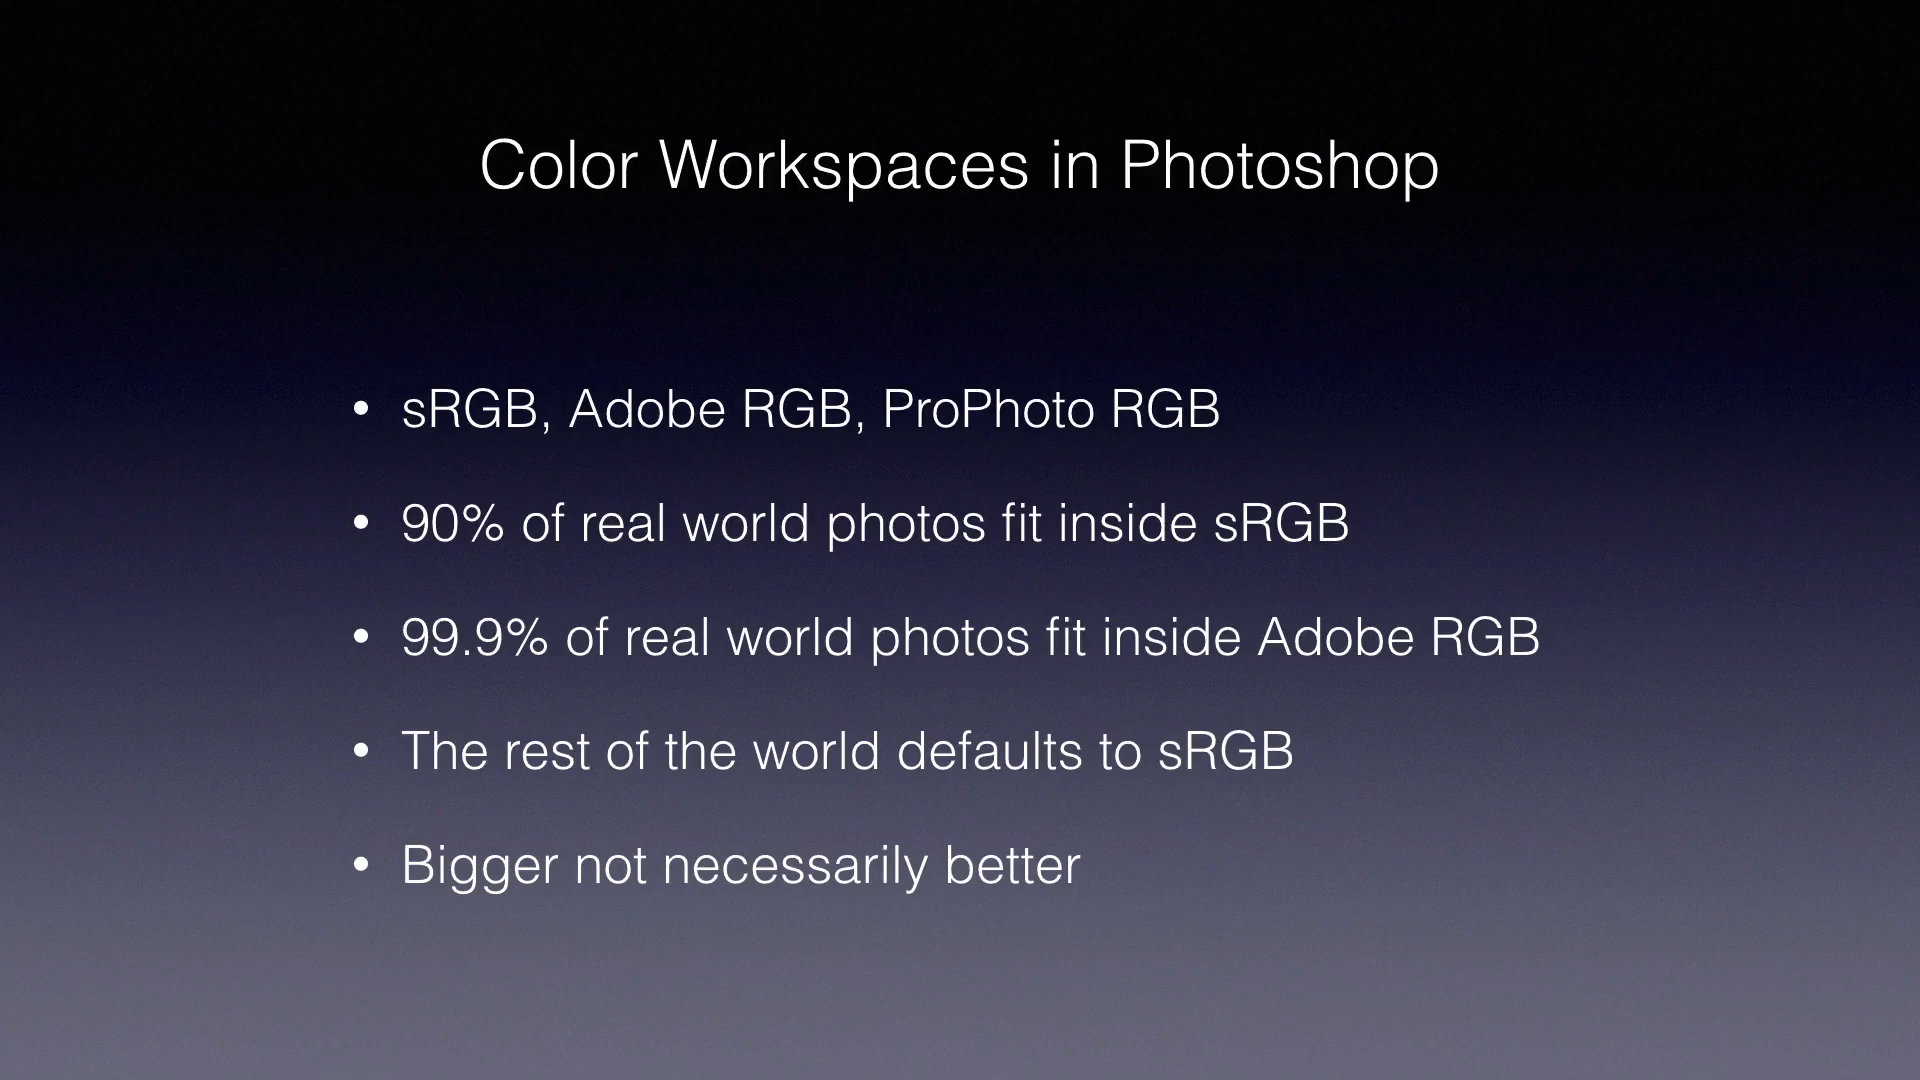 Color Workspaces in Photoshop
• sRGB, Adobe RGB, ProPhoto RGB
• 90% of real world photos fit inside sRGB
• 99.9% of real world photos fit inside Adobe RGB
• The rest of the world defaults to sRGB
• Bigger not necessarily better